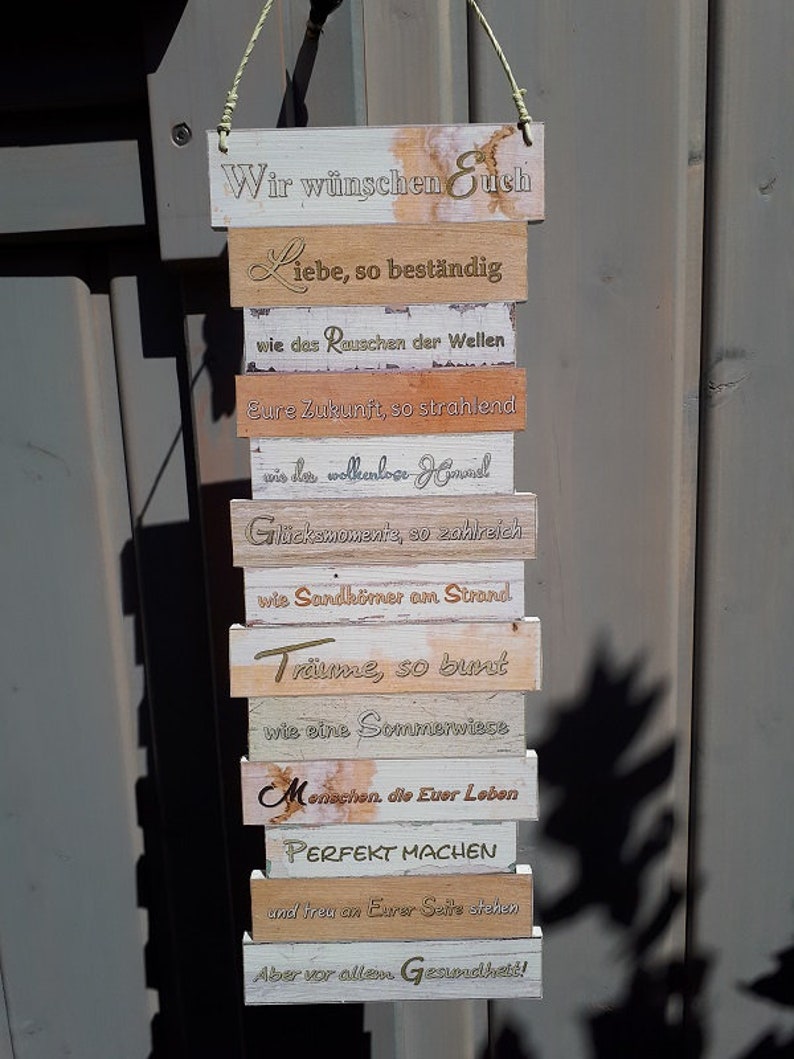 Wir wünschen Euch
Liebe, so beständig
wie das Rauschen der Wellen
Eure Zukunft, so strahlend
wie der wolkenlose Himmel
Glücksmomente, so zahlreich
wie Sandkörner am Strand
Träume, so bunt
wie eine Sommerwiese
Menschen, die Euer Leben
PERFEKT MACHEN
und treu an Eurer Seite stehen
Aber vor allem Gesundheit!